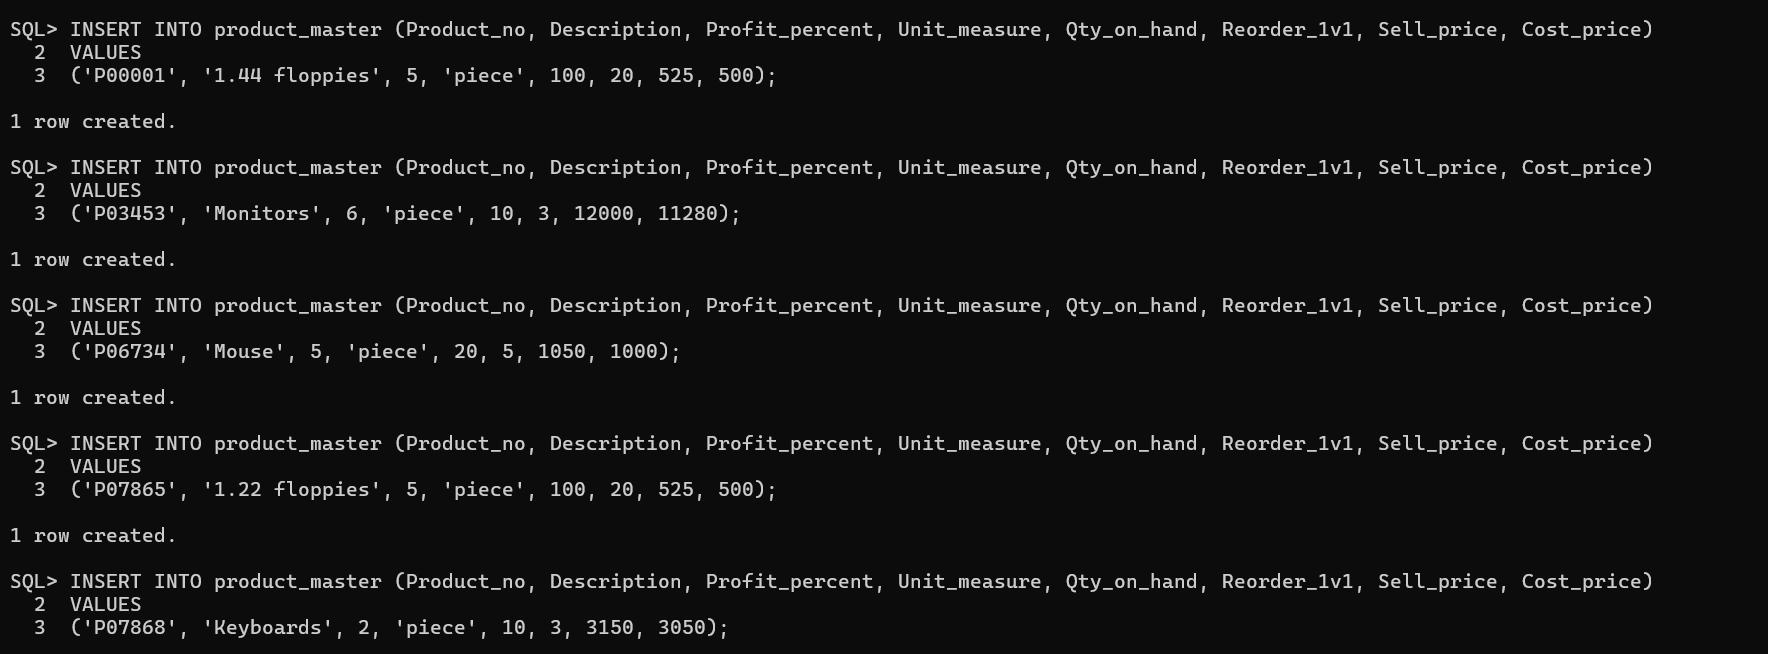 SQL> INSERT INTO product_master (Product_no, Description, Profit_percent, Unit_measure, Qty_on_hand, Reorder_1v1, Sell_price, Cost_price)
  2  VALUES
  3  ('P00001', '1.44 floppies', 5, 'piece', 100, 20, 525, 500);
1 row created.
SQL> INSERT INTO product_master (Product_no, Description, Profit_percent, Unit_measure, Qty_on_hand, Reorder_1v1, Sell_price, Cost_price)
  2  VALUES
  3  ('P03453', 'Monitors', 6, 'piece', 10, 3, 12000, 11280);
1 row created.
SQL> INSERT INTO product_master (Product_no, Description, Profit_percent, Unit_measure, Qty_on_hand, Reorder_1v1, Sell_price, Cost_price)
  2  VALUES
  3  ('P06734', 'Mouse', 5, 'piece', 20, 5, 1050, 1000);
1 row created.
SQL> INSERT INTO product_master (Product_no, Description, Profit_percent, Unit_measure, Qty_on_hand, Reorder_1v1, Sell_price, Cost_price)
  2  VALUES
  3  ('P07865', '1.22 floppies', 5, 'piece', 100, 20, 525, 500);
1 row created.
SQL> INSERT INTO product_master (Product_no, Description, Profit_percent, Unit_measure, Qty_on_hand, Reorder_1v1, Sell_price, Cost_price)
  2  VALUES
  3  ('P07868', 'Keyboards', 2, 'piece', 10, 3, 3150, 3050);